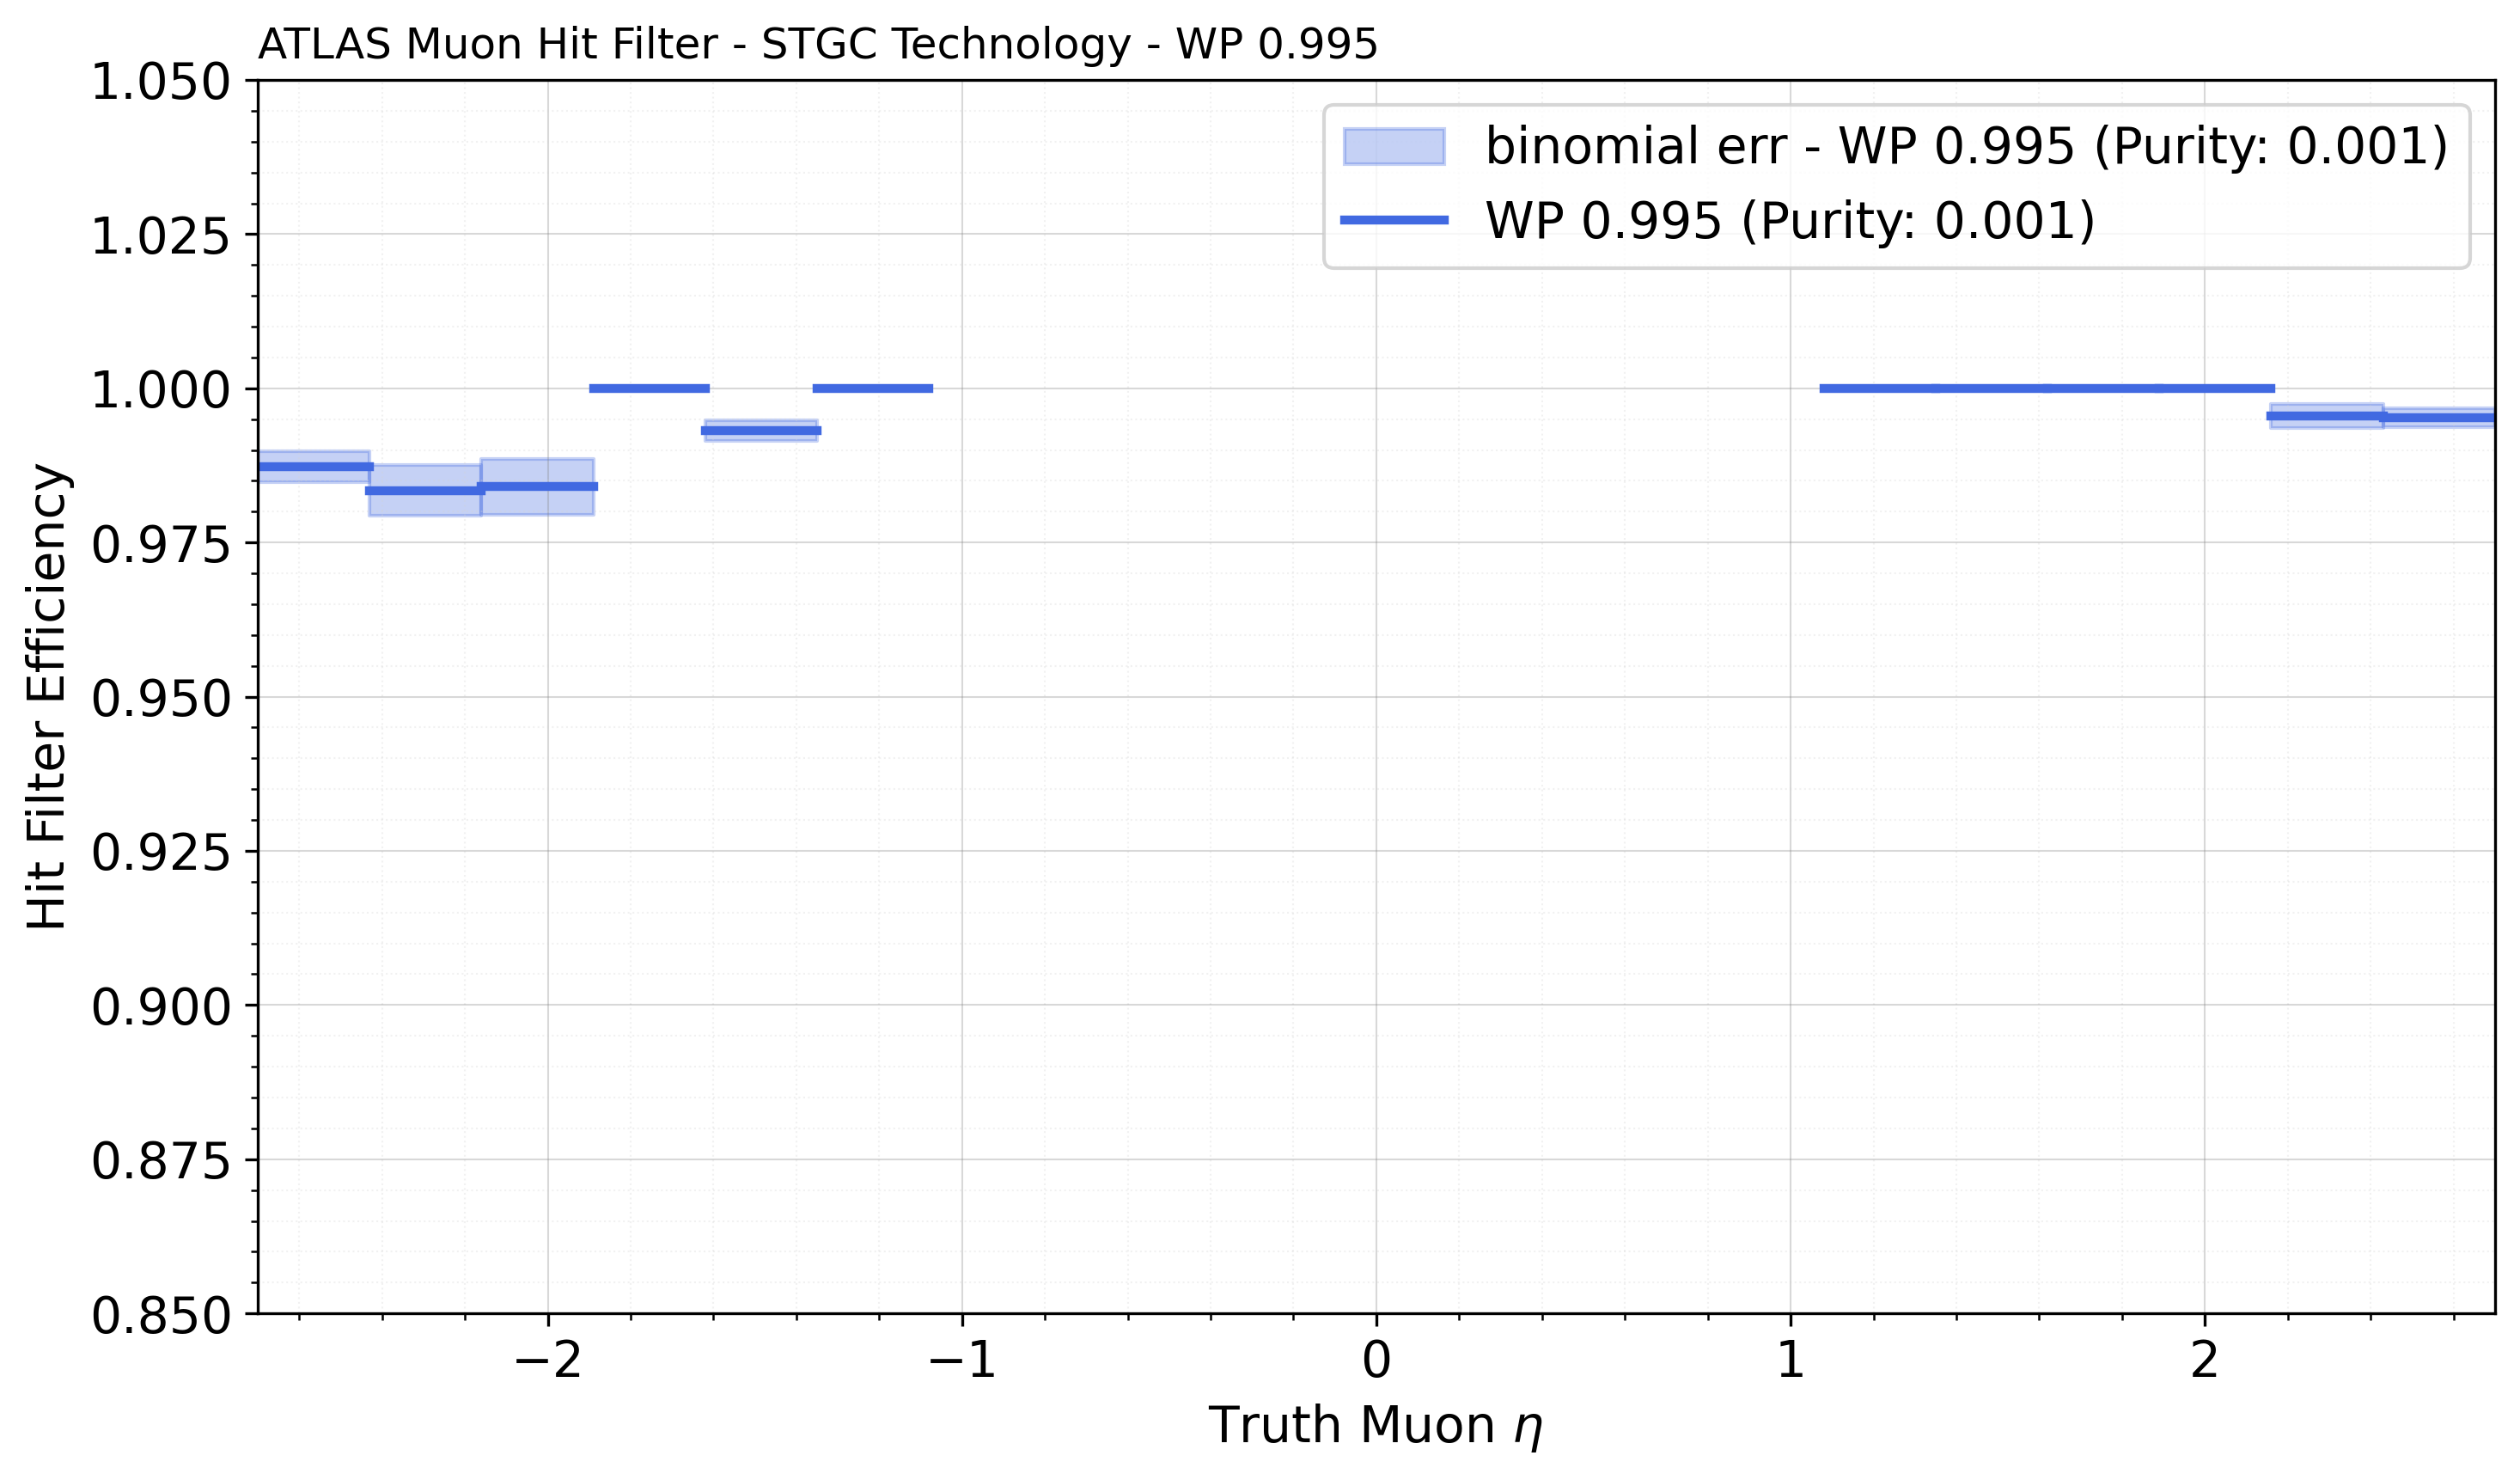 ATLAS Muon Hit Filter - STGC Technology - WP 0.995
binomial err - WP 0.995 (Purity: 0.001)
WP 0.995 (Purity: 0.001)
Hit Filter Efficiency
1.050
1.025
1.000
0.975
0.950
0.925
0.900
0.875
0.850
−2
−1
0
1
2
Truth Muon η